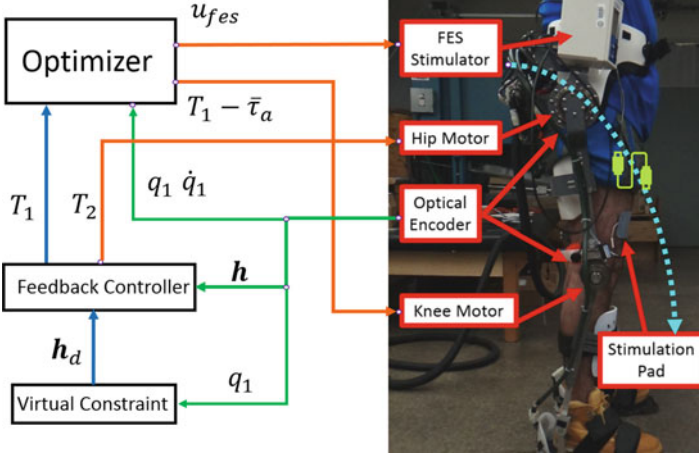 u_fes
Optimizer
FES
Stimulator
T_1 − τ̄_a
Hip Motor
q_1 q̇_1
T_1
T_2
Optical
Encoder
Feedback Controller
h
Knee Motor
h_d
Stimulation
Pad
q_1
Virtual Constraint